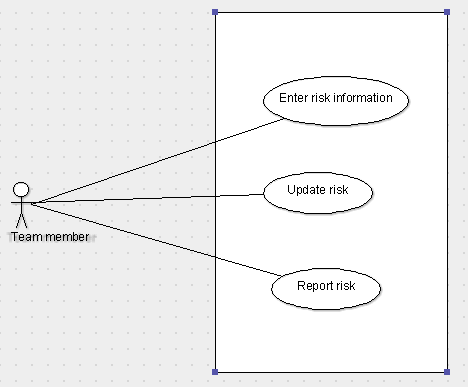 Enter risk information
Update risk
Team member
Report risk